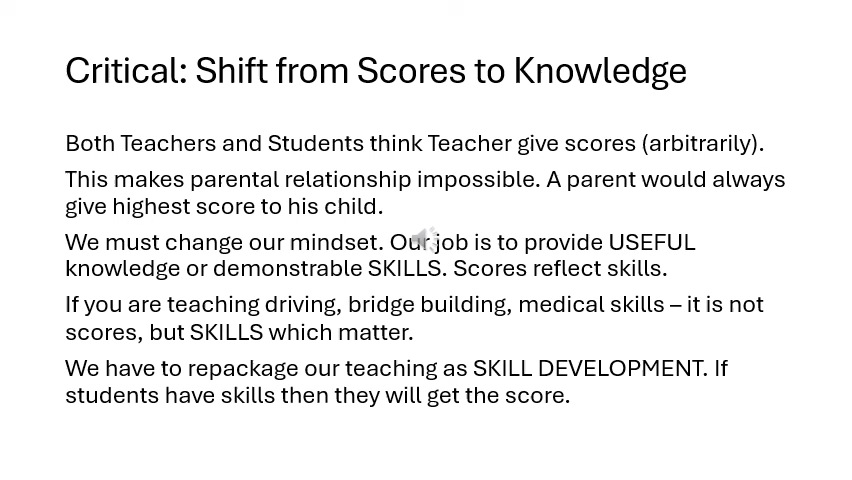 Critical: Shift from Scores to Knowledge
Both Teachers and Students think Teacher give scores (arbitrarily).
This makes parental relationship impossible. A parent would always
give highest score to his child.
We must change our mindset. Our job is to provide USEFUL
knowledge or demonstrable SKILLS. Scores reflect skills.
If you are teaching driving, bridge building, medical skills – it is not
scores, but SKILLS which matter.
We have to repackage our teaching as SKILL DEVELOPMENT. If
students have skills then they will get the score.